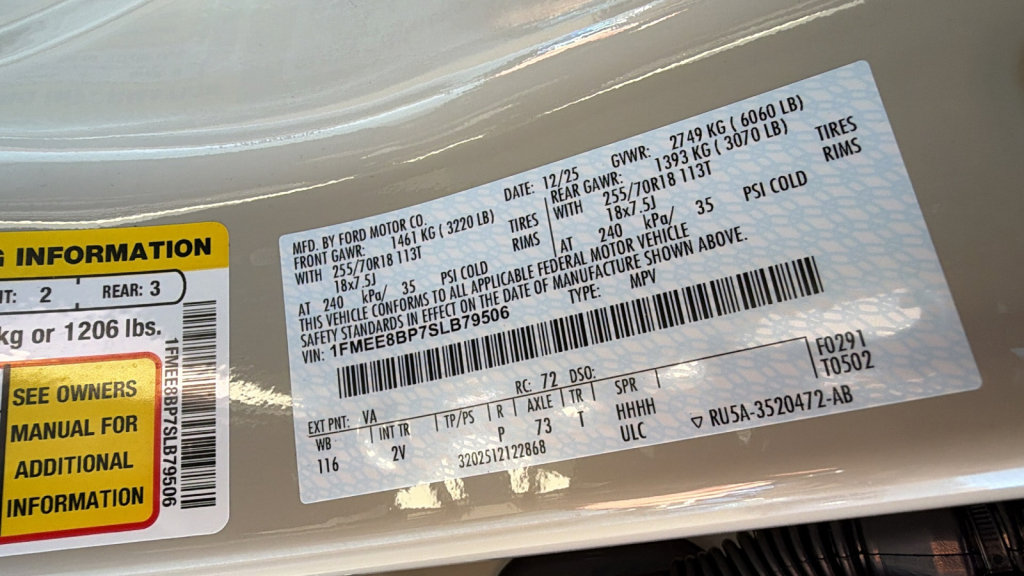 G INFORMATION
NT: 2 REAR: 3
kg or 1206 lbs.
SEE OWNERS
MANUAL FOR
ADDITIONAL
INFORMATION
1FMEE8BP7SLB79506
MFD. BY FORD MOTOR CO. DATE: 12/25 GVWR: 2749 KG ( 6060 LB)
FRONT GAWR: 1461 KG ( 3220 LB) REAR GAWR: 1393 KG ( 3070 LB)
WITH 255/70R18 113T TIRES WITH 255/70R18 113T TIRES
18x7.5J RIMS 18x7.5J RIMS
AT 240 kPa/ 35 PSI COLD AT 240 kPa/ 35 PSI COLD
THIS VEHICLE CONFORMS TO ALL APPLICABLE FEDERAL MOTOR VEHICLE
SAFETY STANDARDS IN EFFECT ON THE DATE OF MANUFACTURE SHOWN ABOVE.
VIN: 1FMEE8BP7SLB79506 TYPE: MPV
F0291
T0502
EXT PNT: VA RC: 72 DSO:
WB INT TR TP/PS R AXLE TR SPR
116 2V P 73 T HHHH
3202512122868 ULC ▽ RU5A-3520472-AB